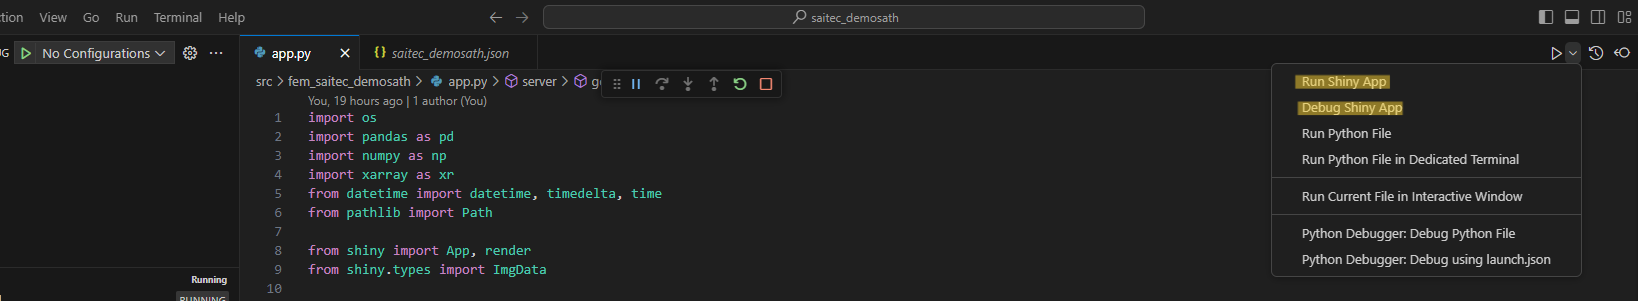 ction View Go Run Terminal Help saitec_demosath
G No Configurations app.py {} saitec_demosath.json
src > fem_saitec_demosath > app.py > server > g
You, 19 hours ago | 1 author (You)
1 import os
2 import pandas as pd
3 import numpy as np
4 import xarray as xr
5 from datetime import datetime, timedelta, time
6 from pathlib import Path
7
8 from shiny import App, render
9 from shiny.types import ImgData
10
Run Shiny App
Debug Shiny App
Run Python File
Run Python File in Dedicated Terminal
Run Current File in Interactive Window
Python Debugger: Debug Python File
Python Debugger: Debug using launch.json
Running
RUNNING